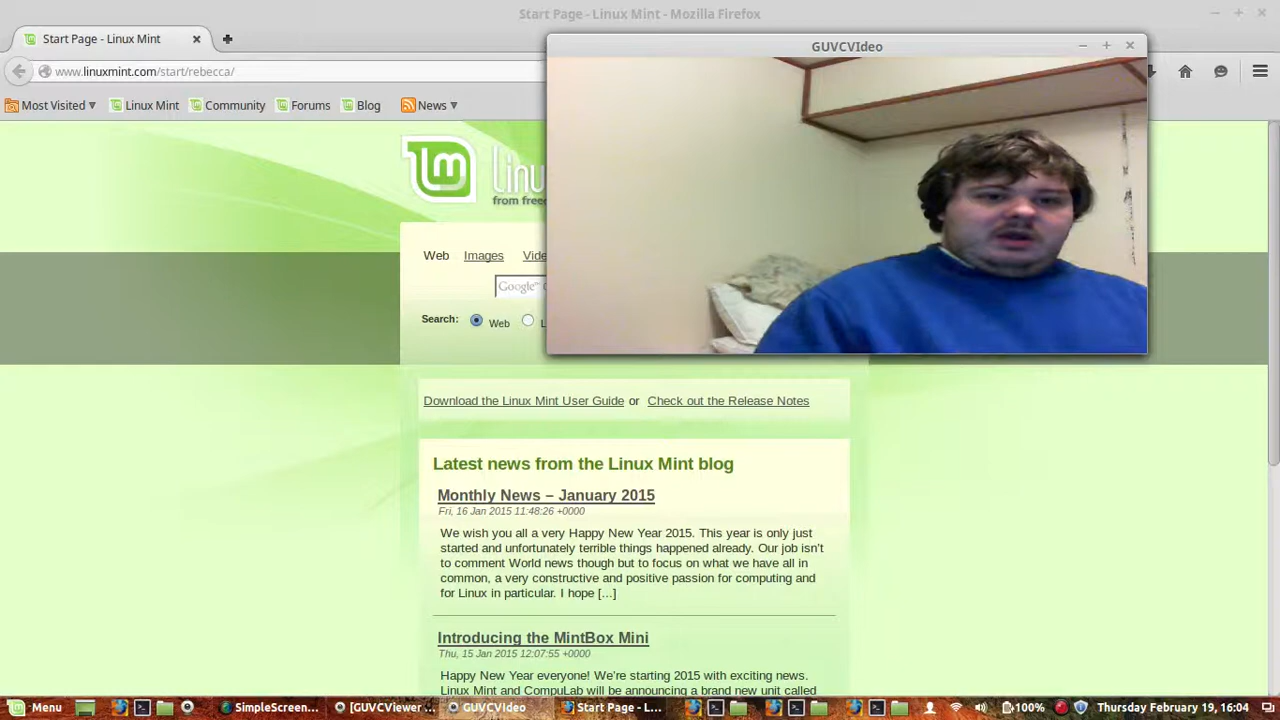 Start Page - Linux Mint - Mozilla Firefox
Start Page - Linux Mint
GUVCVIdeo
www.linuxmint.com/start/rebecca/
Most Visited Linux Mint Community Forums Blog News
lm linu
from free
Web Images Vide
Google™
Search: Web L
Download the Linux Mint User Guide or Check out the Release Notes
Latest news from the Linux Mint blog
Monthly News – January 2015
Fri, 16 Jan 2015 11:48:26 +0000
We wish you all a very Happy New Year 2015. This year is only just
started and unfortunately terrible things happened already. Our job isn’t
to comment World news though but to focus on what we have all in
common, a very constructive and positive passion for computing and
for Linux in particular. I hope [...]
Introducing the MintBox Mini
Thu, 15 Jan 2015 12:07:55 +0000
Happy New Year everyone! We’re starting 2015 with exciting news.
Linux Mint and CompuLab will be announcing a brand new unit called
Menu SimpleScreen... [GUVCViewer ... GUVCVIdeo Start Page - L... 100% Thursday February 19, 16:04